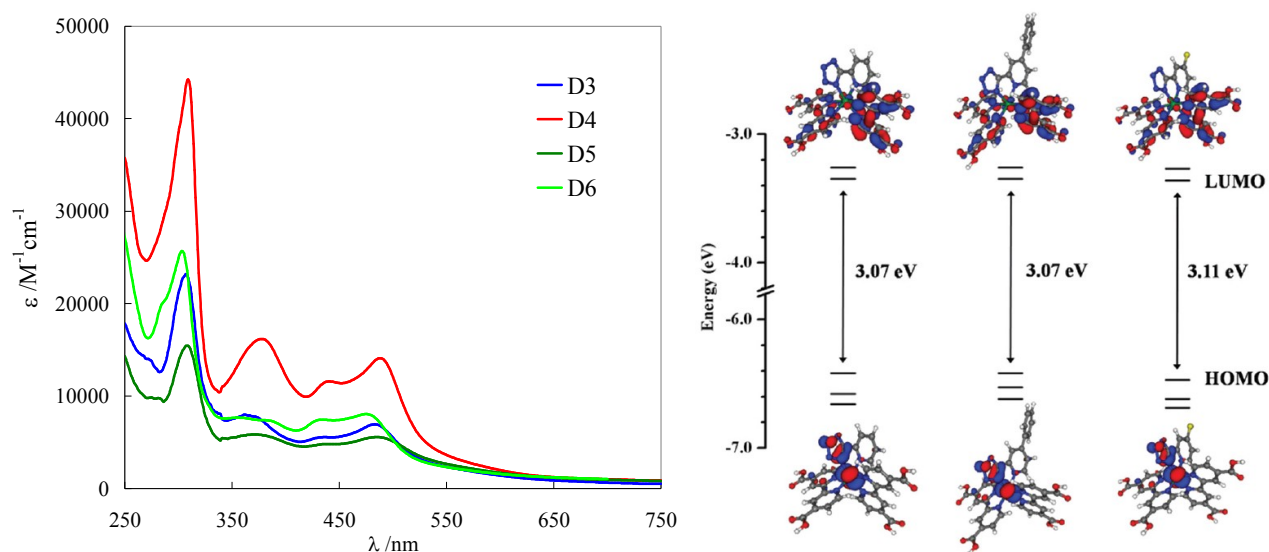 50000
40000
30000
20000
10000
0
ε /M-1cm-1
250
350
450
550
650
750
λ /nm
D3
D4
D5
D6
Energy (eV)
-3.0
-4.0
-6.0
-7.0
3.07 eV
3.07 eV
3.11 eV
LUMO
HOMO